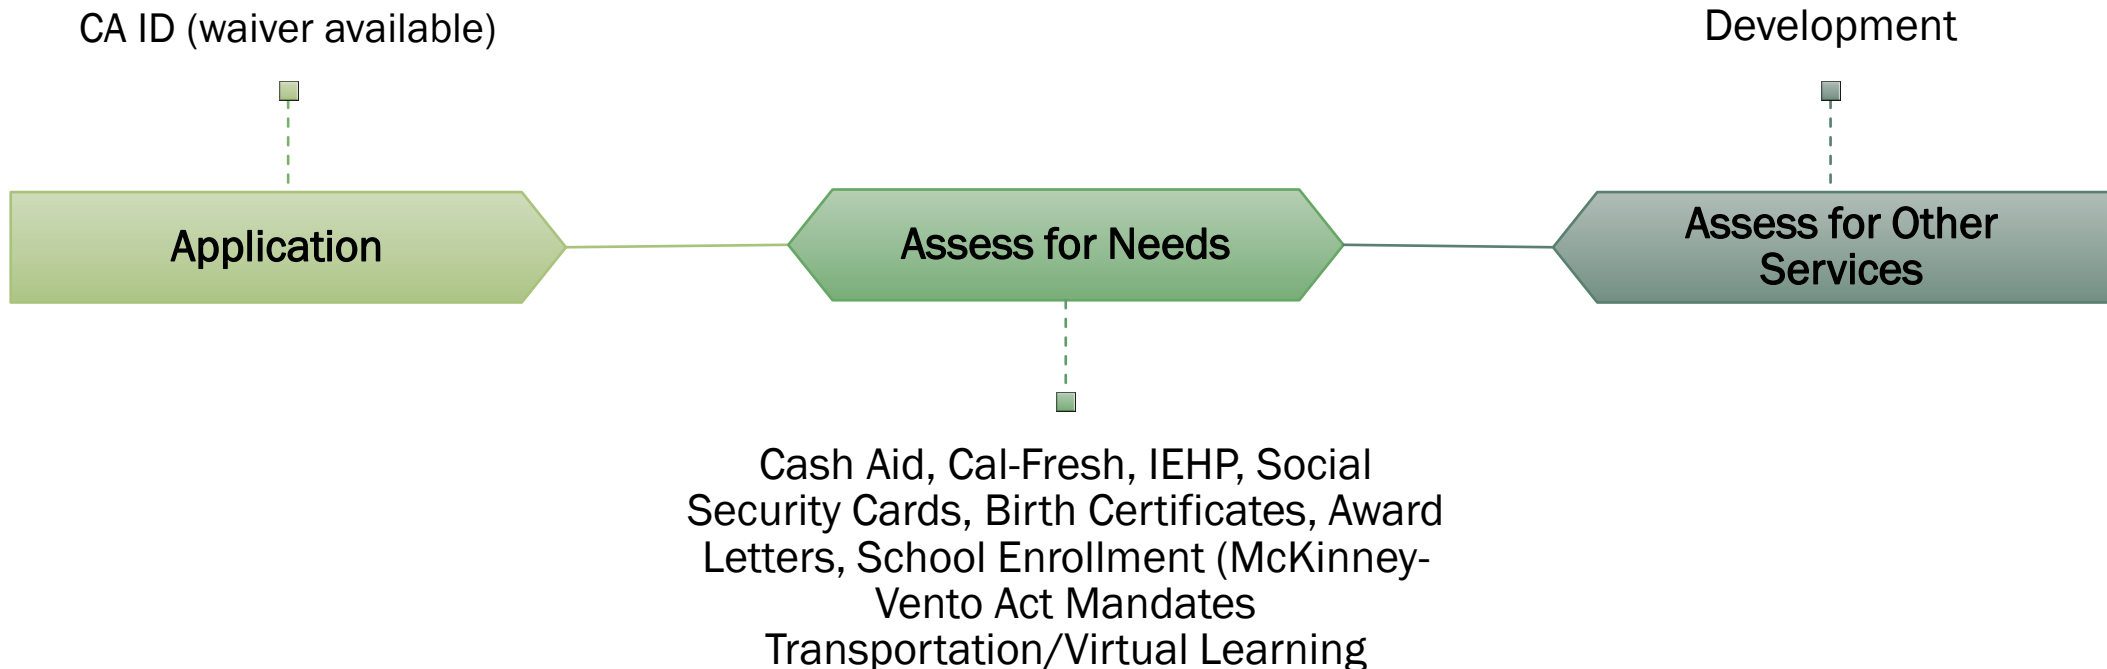 CA ID (waiver available)
Development
Application
Assess for Needs
Assess for Other
Services
Cash Aid, Cal-Fresh, IEHP, Social
Security Cards, Birth Certificates, Award
Letters, School Enrollment (McKinney-
Vento Act Mandates
Transportation/Virtual Learning